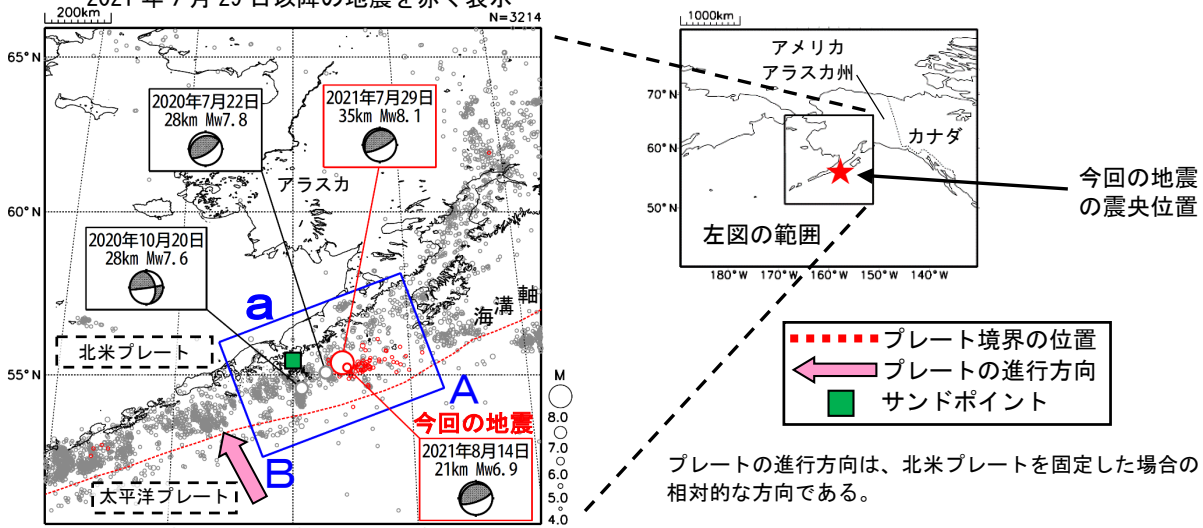 2021 年 7 月 29 日以降の地震を赤く表示
200km
N=3214
65°N
60°N
55°N
2020年7月22日
28km Mw7.8
2021年7月29日
35km Mw8.1
アラスカ
2020年10月20日
28km Mw7.6
a
海溝軸
北米プレート
A
今回の地震
B
太平洋プレート
2021年8月14日
21km Mw6.9
M
8.0
7.0
6.0
5.0
4.0
1000km
アメリカ
アラスカ州
カナダ
70°N
60°N
50°N
左図の範囲
180°W 170°W 160°W 150°W 140°W
今回の地震
の震央位置
プレート境界の位置
プレートの進行方向
サンドポイント
プレートの進行方向は、北米プレートを固定した場合の
相対的な方向である。